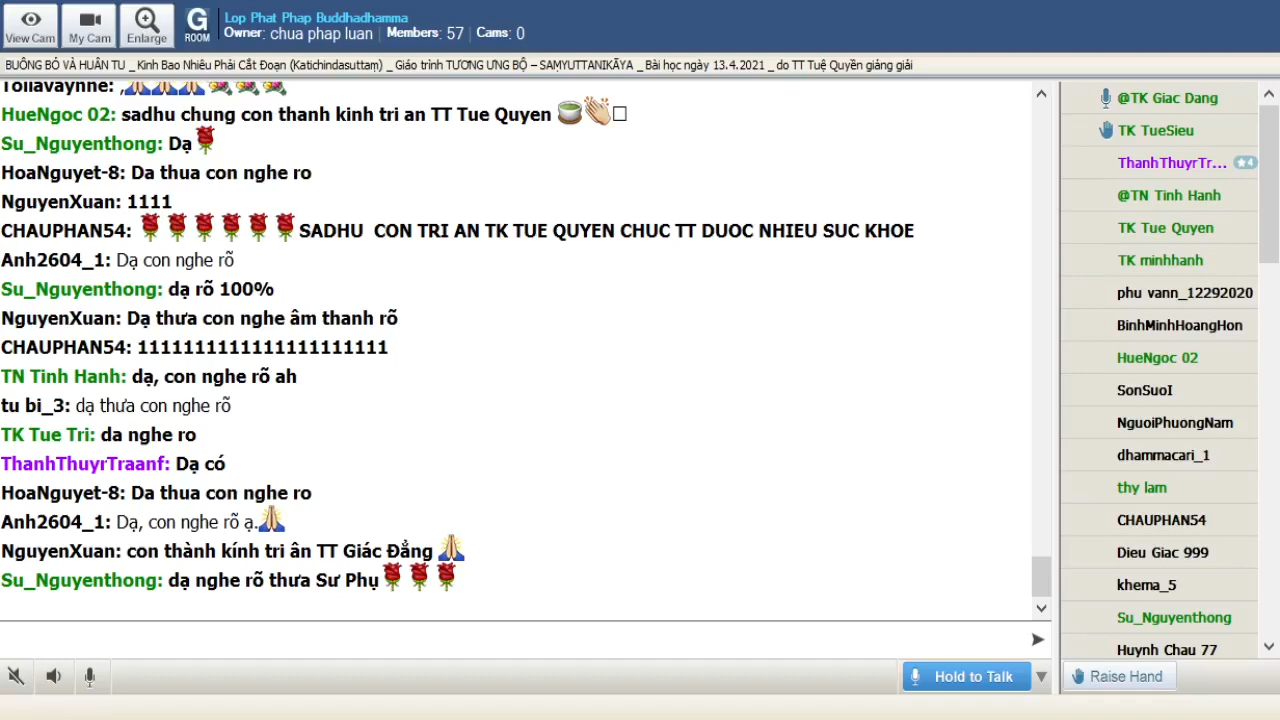 View Cam
My Cam
Enlarge
G
ROOM
Lop Phat Phap Buddhadhamma
Owner: chua pháp luan | Members: 57 | Cams: 0
BUÔNG BỎ VÀ HUÂN TU _ Kinh Bao Nhiêu Phải Cắt Đoạn (Katichindasuttaṃ) _ Giáo trình TƯƠNG ƯNG BỘ – SAṂYUTTANIKĀYA _ Bài học ngày 13.4.2021 _ do TT Tuệ Quyền giảng giải
HueNgoc 02: sadhu chung con thanh kinh tri an TT Tue Quyen
Su_Nguyenthong: Dạ
HoaNguyet-8: Da thua con nghe ro
NguyenXuan: 1111
CHAUPHAN54: SADHU CON TRI AN TK TUE QUYEN CHUC TT DUOC NHIEU SUC KHOE
Anh2604_1: Dạ con nghe rõ
Su_Nguyenthong: dạ rõ 100%
NguyenXuan: Dạ thưa con nghe âm thanh rõ
CHAUPHAN54: 1111111111111111111111
TN Tinh Hanh: dạ, con nghe rõ ah
tu bi_3: dạ thưa con nghe rõ
TK Tue Tri: da nghe ro
ThanhThuyrTraanf: Dạ có
HoaNguyet-8: Da thua con nghe ro
Anh2604_1: Dạ, con nghe rõ ạ.
NguyenXuan: con thành kính tri ân TT Giác Đẳng
Su_Nguyenthong: dạ nghe rõ thưa Sư Phụ
@TK Giac Dang
TK TueSieu
ThanhThuyrTr... 4
@TN Tinh Hanh
TK Tue Quyen
TK minhhanh
phu vann_12292020
BinhMinhHoangHon
HueNgoc 02
SonSuoI
NguoiPhuongNam
dhammacari_1
thy lam
CHAUPHAN54
Dieu Giac 999
khema_5
Su_Nguyenthong
Huynh Chau 77
Hold to Talk
Raise Hand